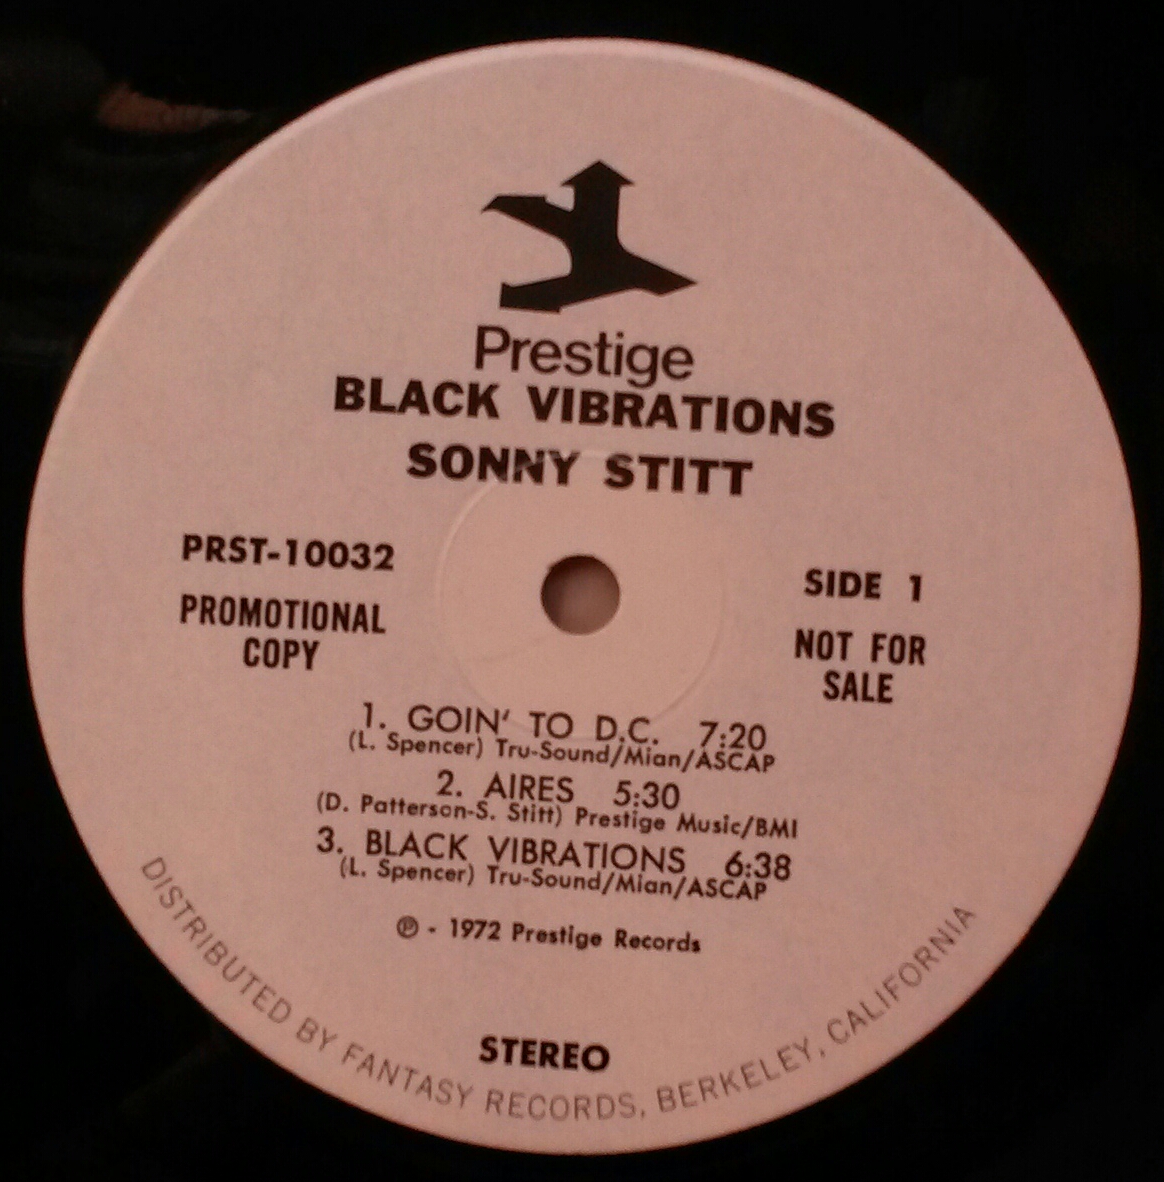 Prestige
BLACK VIBRATIONS
SONNY STITT
PRST-10032
PROMOTIONAL
COPY
SIDE 1
NOT FOR
SALE
1. GOIN' TO D.C. 7:20
(L. Spencer) Tru-Sound/Mian/ASCAP
2. AIRES 5:30
(D. Patterson-S. Stitt) Prestige Music/BMI
3. BLACK VIBRATIONS 6:38
(L. Spencer) Tru-Sound/Mian/ASCAP
℗ - 1972 Prestige Records
STEREO
DISTRIBUTED BY FANTASY RECORDS, BERKELEY, CALIFORNIA